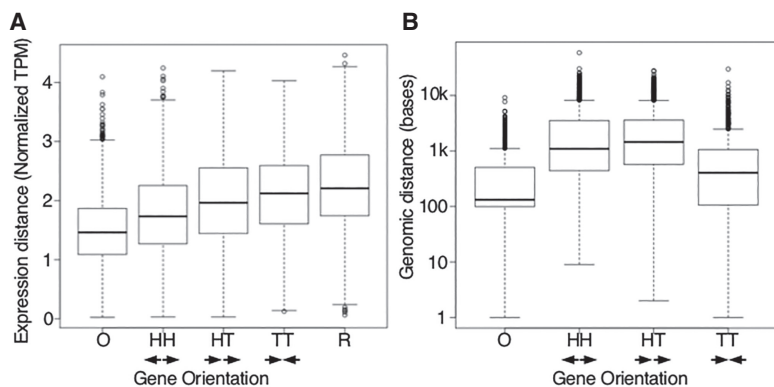 A
Expression distance (Normalized TPM)
4
3
2
1
0
O HH HT TT R
Gene Orientation
B
Genomic distance (bases)
10k
1k
100
10
1
O HH HT TT
Gene Orientation